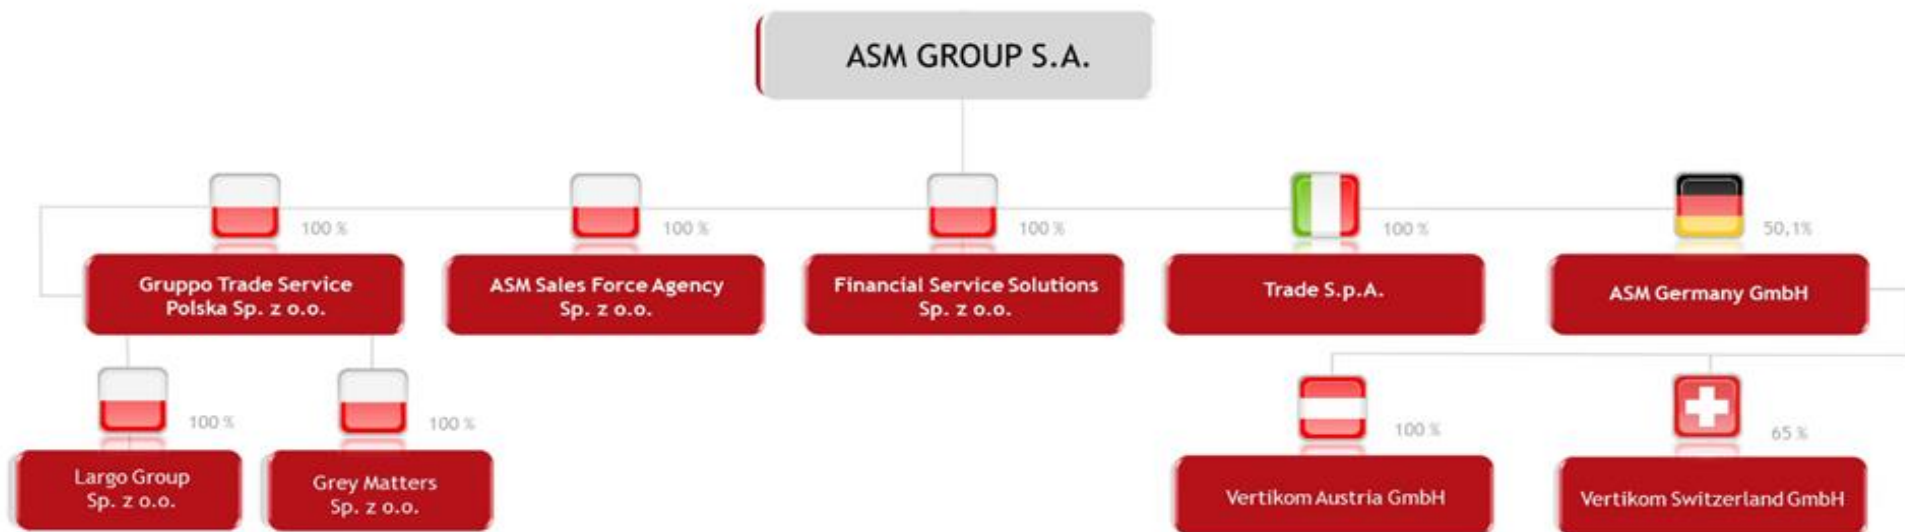 ASM GROUP S.A.
100 %
100 %
100 %
100 %
50,1%
Gruppo Trade Service
Polska Sp. z o.o.
ASM Sales Force Agency
Sp. z o.o.
Financial Service Solutions
Sp. z o.o.
Trade S.p.A.
ASM Germany GmbH
100 %
100 %
100 %
65 %
Largo Group
Sp. z o.o.
Grey Matters
Sp. z o.o.
Vertikom Austria GmbH
Vertikom Switzerland GmbH